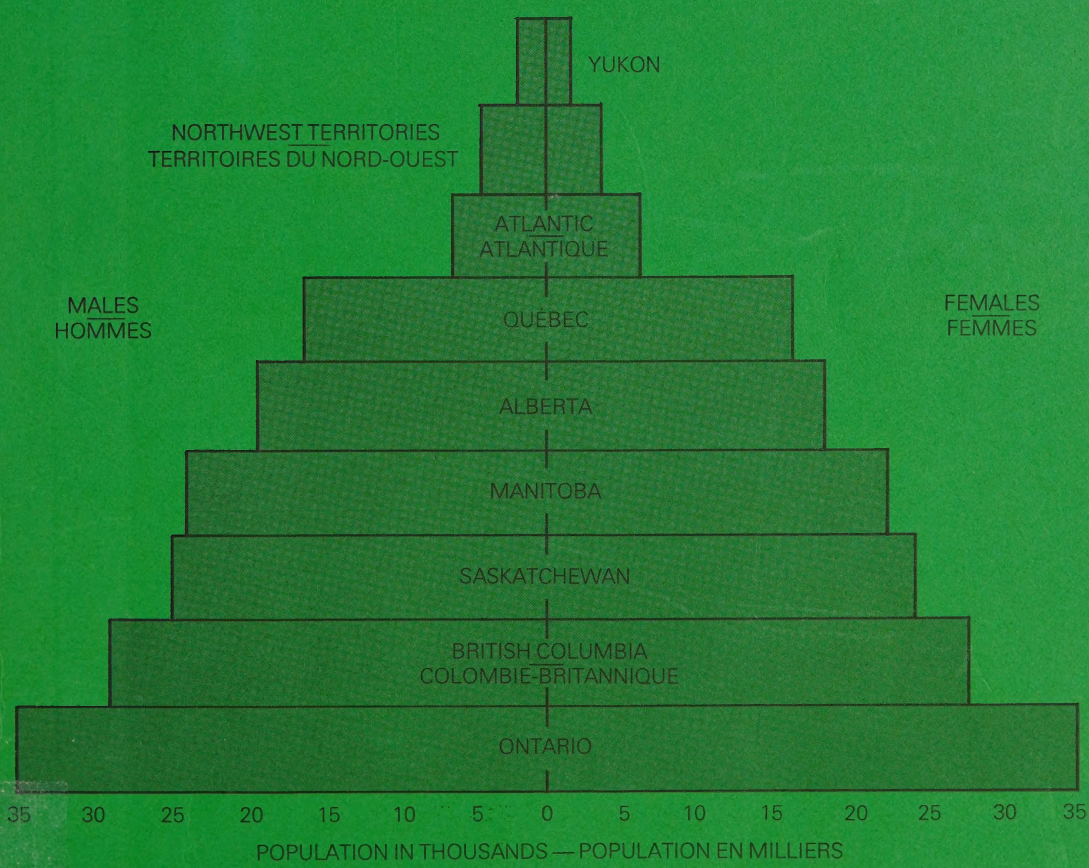 YUKON
NORTHWEST TERRITORIES
TERRITOIRES DU NORD-OUEST
ATLANTIC
ATLANTIQUE
MALES
HOMMES
QUÉBEC
FEMALES
FEMMES
ALBERTA
MANITOBA
SASKATCHEWAN
BRITISH COLUMBIA
COLOMBIE-BRITANNIQUE
ONTARIO
35 30 25 20 15 10 5 0 5 10 15 20 25 30 35
POPULATION IN THOUSANDS — POPULATION EN MILLIERS